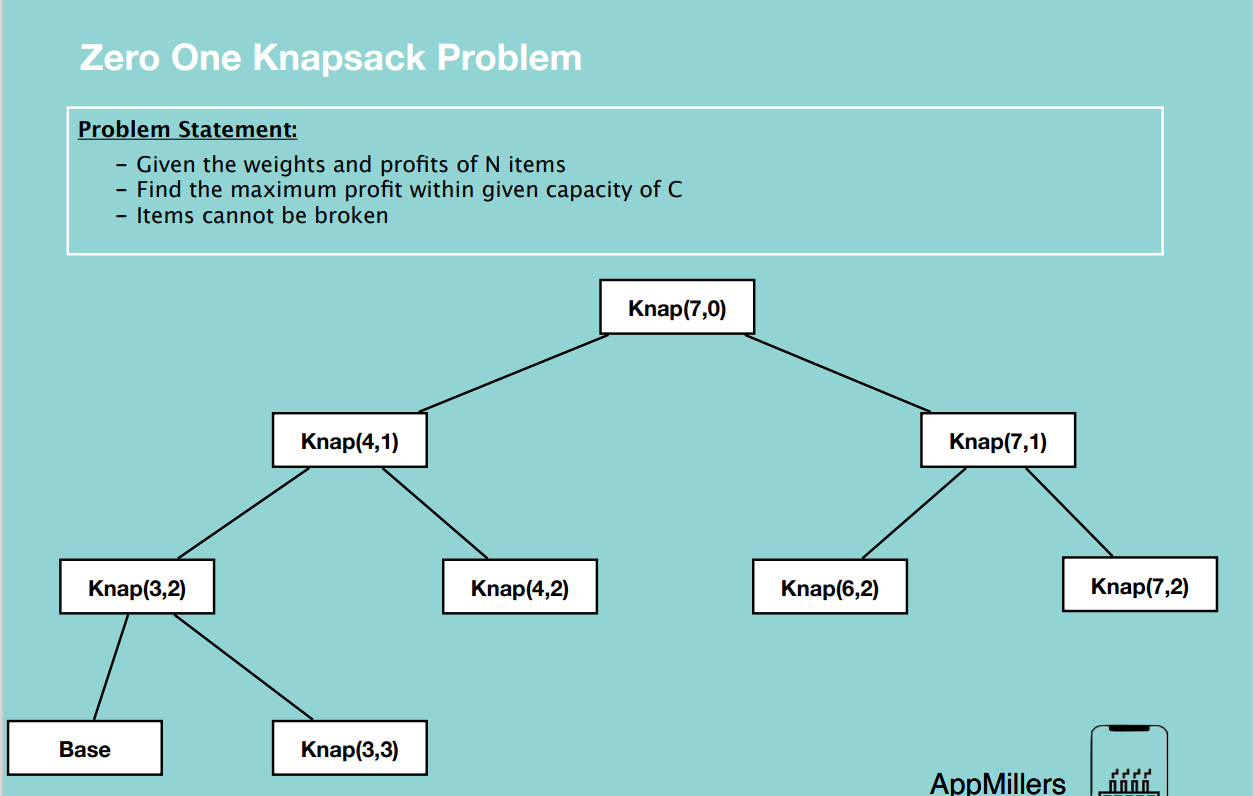 Zero One Knapsack Problem
Problem Statement:
– Given the weights and profits of N items
– Find the maximum profit within given capacity of C
– Items cannot be broken
Knap(7,0)
Knap(4,1)
Knap(7,1)
Knap(3,2)
Knap(4,2)
Knap(6,2)
Knap(7,2)
Base
Knap(3,3)
AppMillers